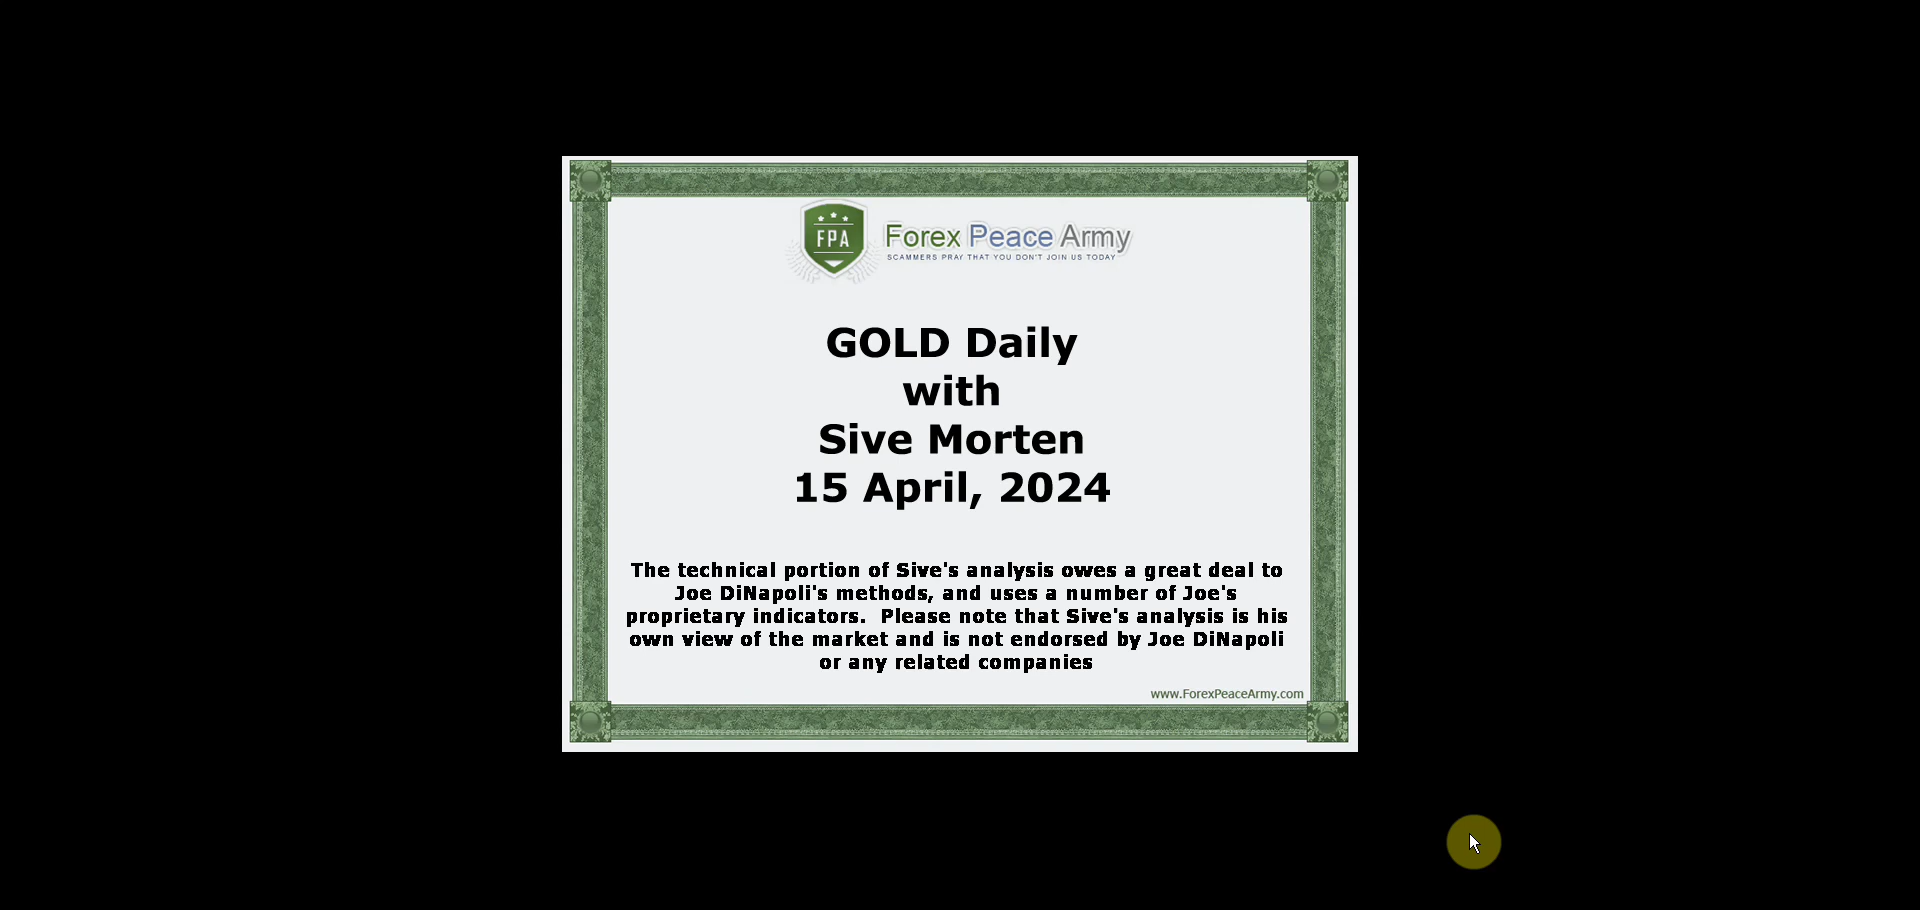 FPA
Forex Peace Army
SCAMMERS PRAY THAT YOU DON'T JOIN US TODAY
GOLD Daily
with
Sive Morten
15 April, 2024
The technical portion of Sive's analysis owes a great deal to
Joe DiNapoli's methods, and uses a number of Joe's
proprietary indicators.  Please note that Sive's analysis is his
own view of the market and is not endorsed by Joe DiNapoli
or any related companies
www.ForexPeaceArmy.com